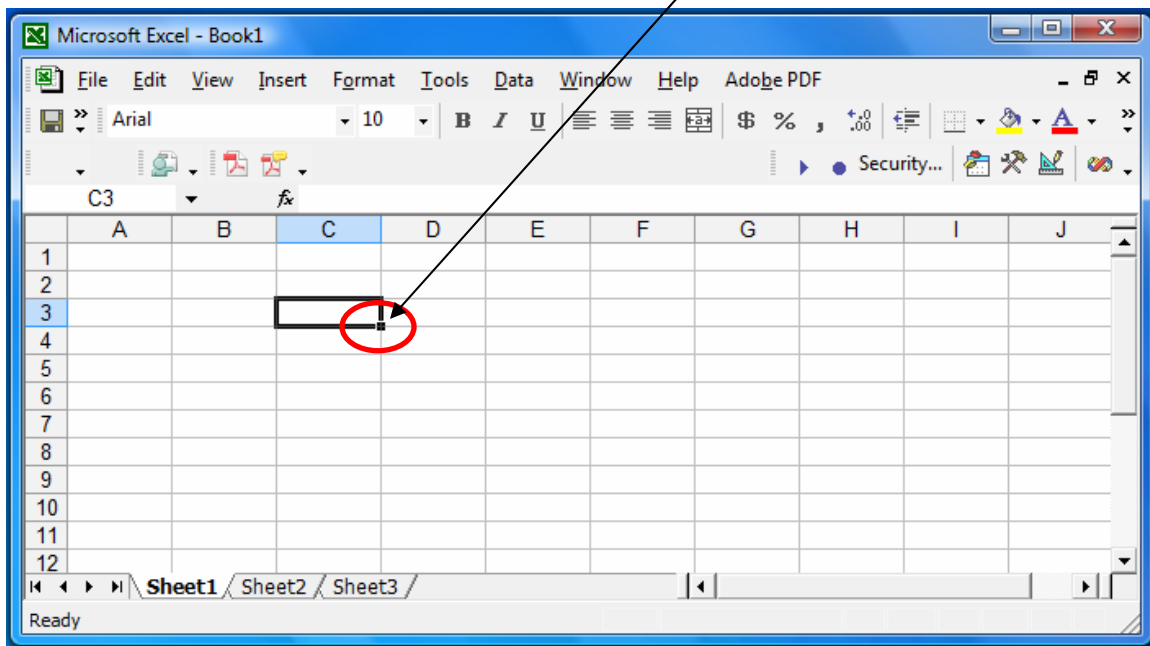 Microsoft Excel - Book1
File Edit View Insert Format Tools Data Window Help Adobe PDF
Arial 10 B I U $ % , .00
Security...
C3 fx
A B C D E F G H I J
1
2
3
4
5
6
7
8
9
10
11
12
Sheet1 Sheet2 Sheet3
Ready